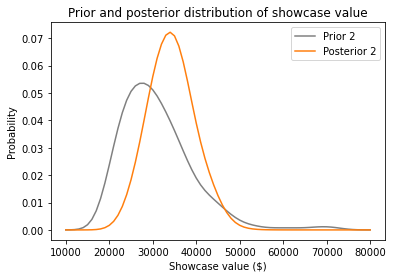 Prior and posterior distribution of showcase value
Prior 2
Posterior 2
Probability
0.07
0.06
0.05
0.04
0.03
0.02
0.01
0.00
10000 20000 30000 40000 50000 60000 70000 80000
Showcase value ($)